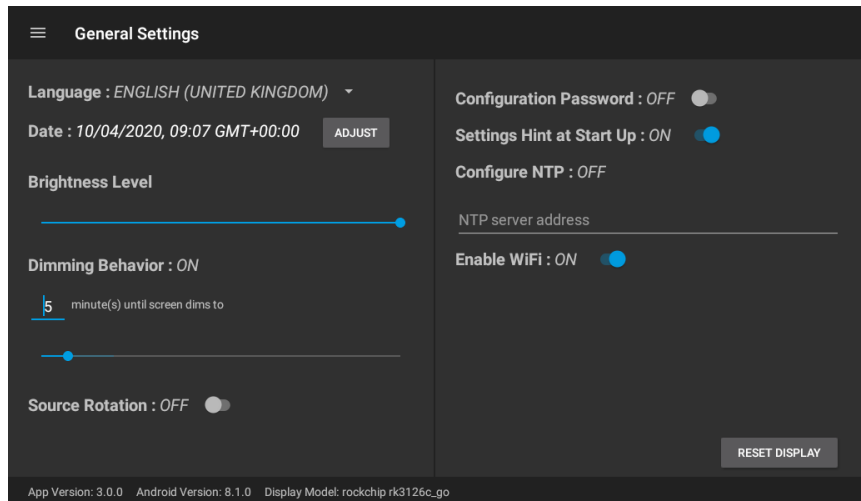 General Settings
Language : ENGLISH (UNITED KINGDOM)
Date : 10/04/2020, 09:07 GMT+00:00 ADJUST
Brightness Level
Dimming Behavior : ON
5 minute(s) until screen dims to
Source Rotation : OFF
Configuration Password : OFF
Settings Hint at Start Up : ON
Configure NTP : OFF
NTP server address
Enable WiFi : ON
RESET DISPLAY
App Version: 3.0.0 Android Version: 8.1.0 Display Model: rockchip rk3126c_go